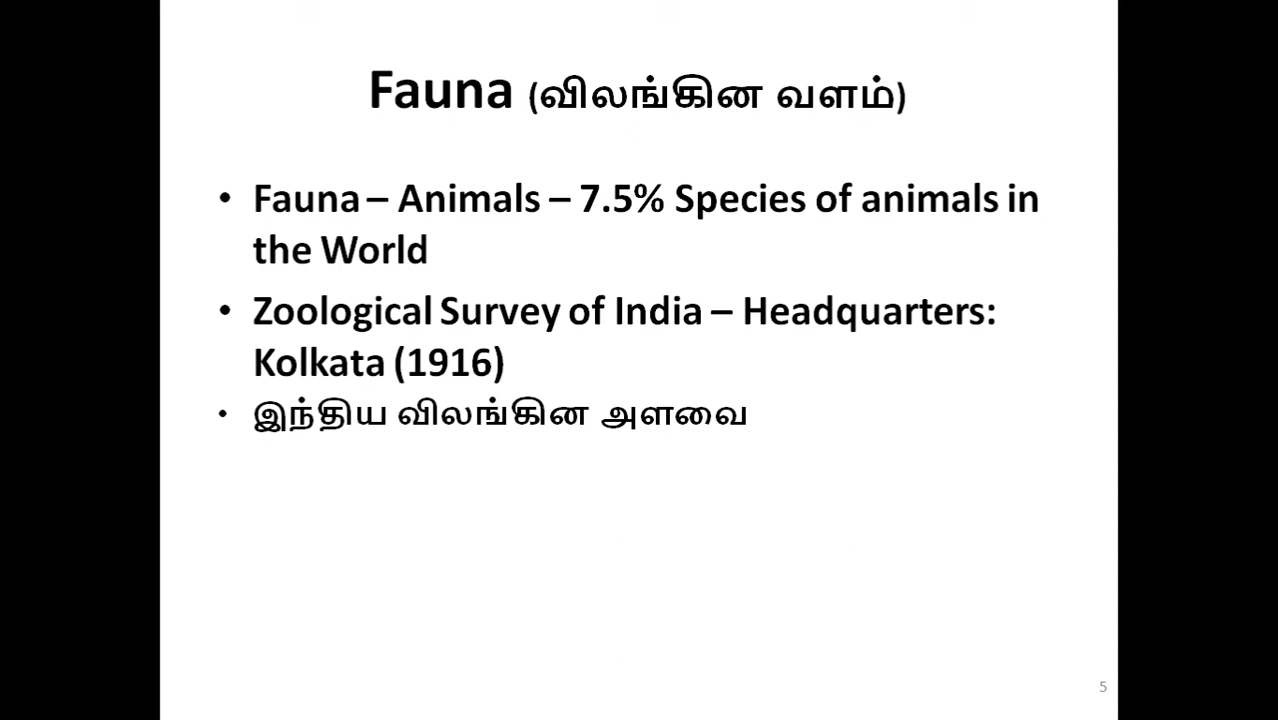 Fauna (விலங்கின வளம்)
• Fauna – Animals – 7.5% Species of animals in
the World
• Zoological Survey of India – Headquarters:
Kolkata (1916)
• இந்திய விலங்கின அளவை
5